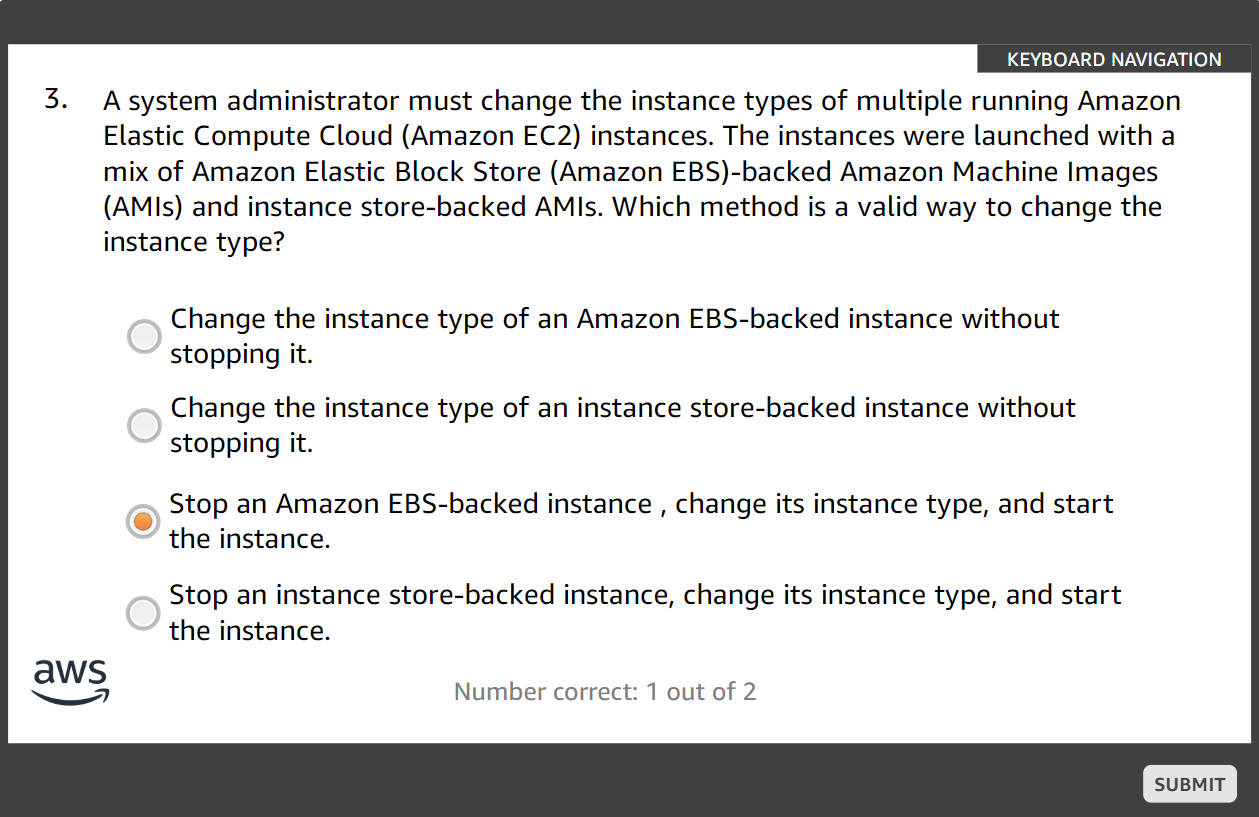 KEYBOARD NAVIGATION
3. A system administrator must change the instance types of multiple running Amazon
Elastic Compute Cloud (Amazon EC2) instances. The instances were launched with a
mix of Amazon Elastic Block Store (Amazon EBS)-backed Amazon Machine Images
(AMIs) and instance store-backed AMIs. Which method is a valid way to change the
instance type?
Change the instance type of an Amazon EBS-backed instance without
stopping it.
Change the instance type of an instance store-backed instance without
stopping it.
Stop an Amazon EBS-backed instance , change its instance type, and start
the instance.
Stop an instance store-backed instance, change its instance type, and start
the instance.
aws
Number correct: 1 out of 2
SUBMIT